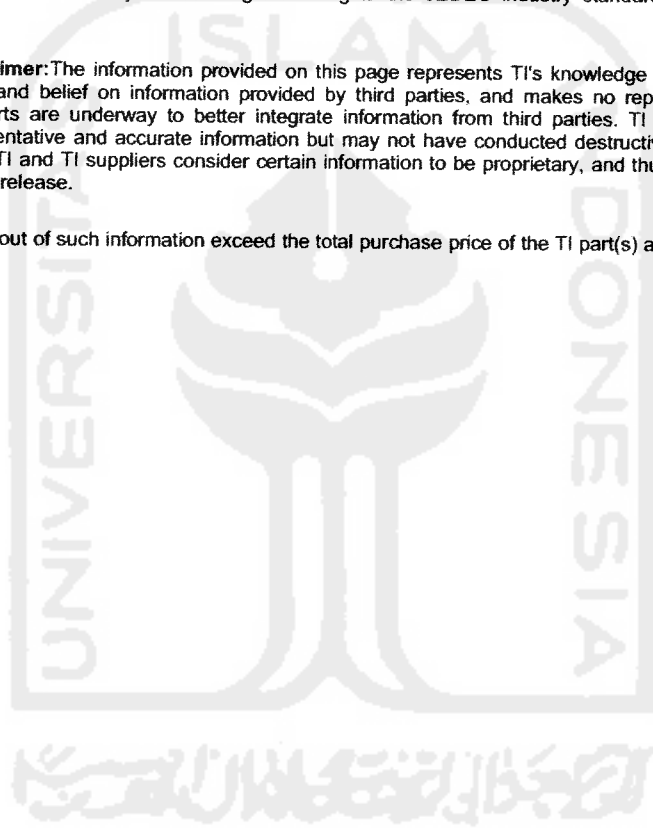 imer:The information provided on this page represents TI's knowledge
and belief on information provided by third parties, and makes no rep
rts are underway to better integrate information from third parties. TI
entative and accurate information but may not have conducted destructiv
TI and TI suppliers consider certain information to be proprietary, and thu
release.
out of such information exceed the total purchase price of the TI part(s) a
ISLAM
UNIVERSITA
DONESIA